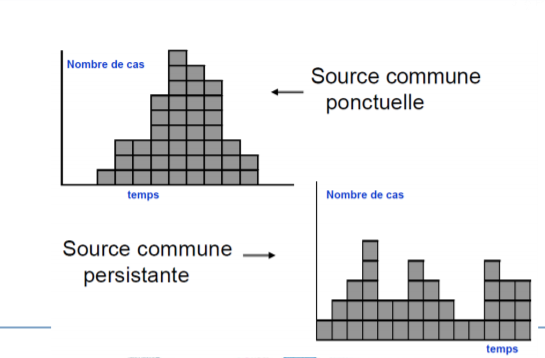 Nombre de cas
Source commune
ponctuelle
temps
Nombre de cas
Source commune
persistante
temps